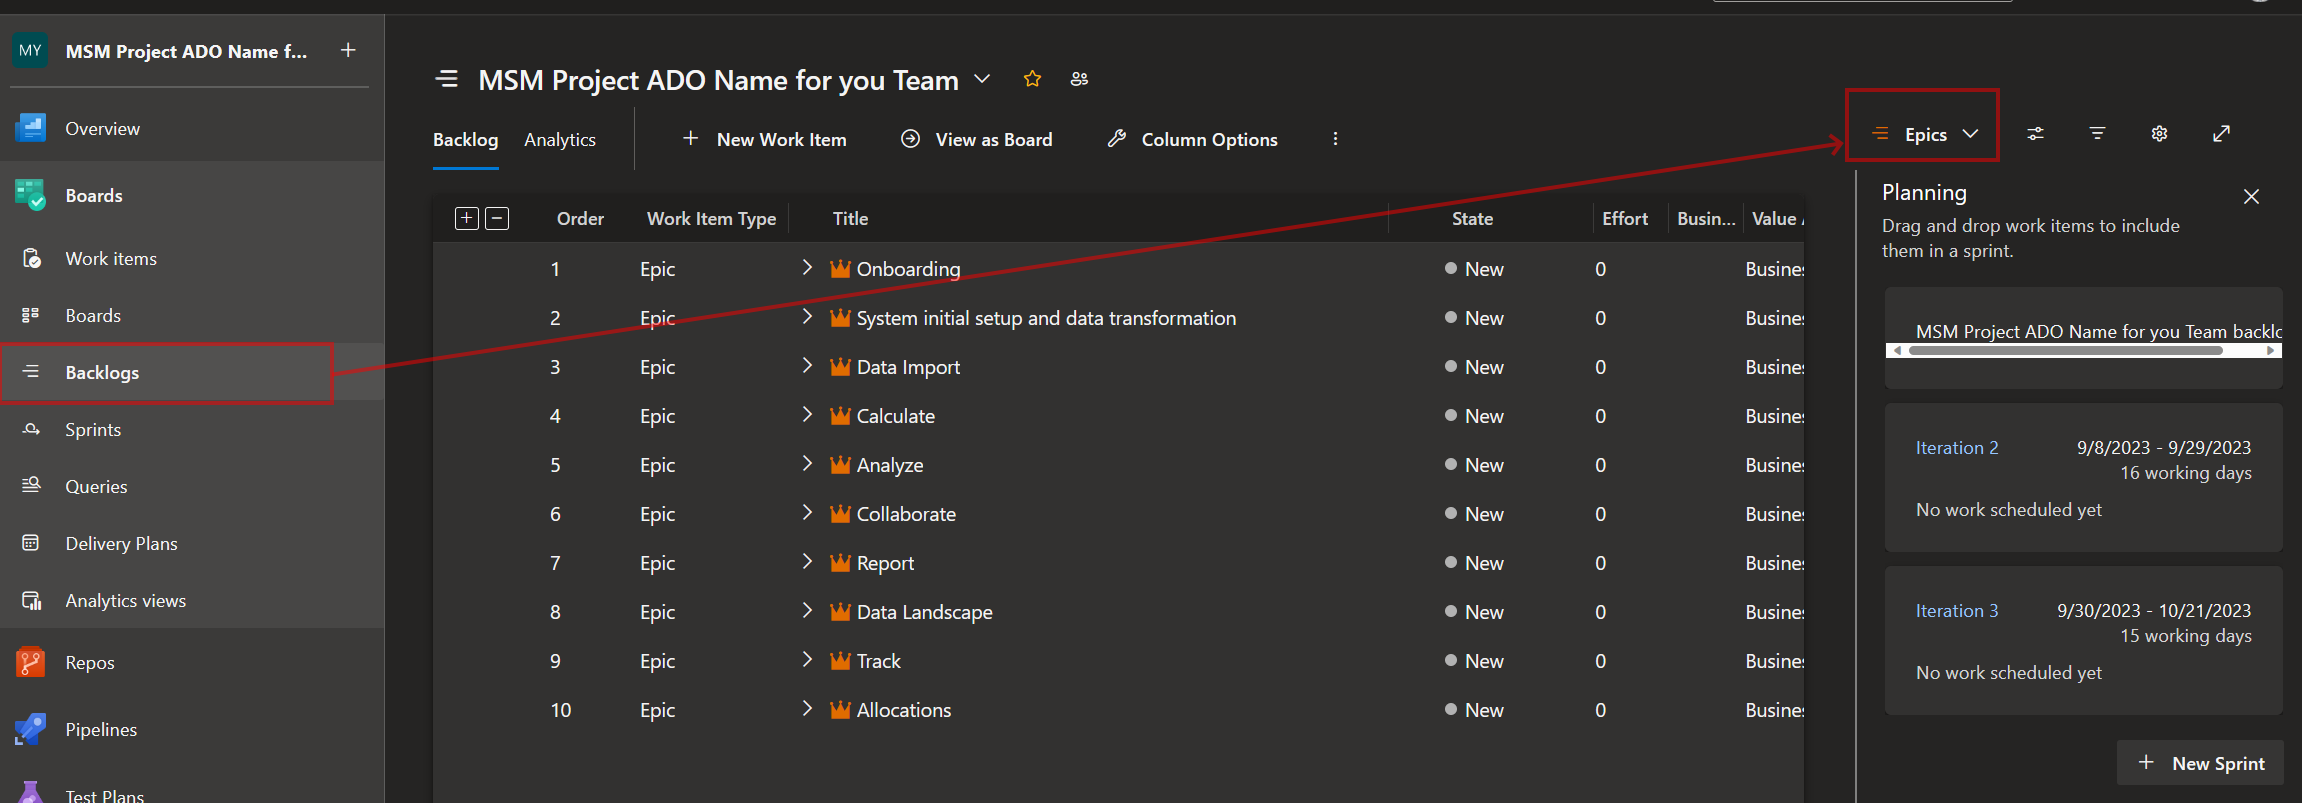 MY
MSM Project ADO Name f...
Overview
Boards
Work items
Boards
Backlogs
Sprints
Queries
Delivery Plans
Analytics views
Repos
Pipelines
Test Plans
MSM Project ADO Name for you Team
Backlog Analytics New Work Item View as Board Column Options Epics
Order Work Item Type Title State Effort Busin... Value A
1 Epic Onboarding New 0 Busines
2 Epic System initial setup and data transformation New 0 Busines
3 Epic Data Import New 0 Busines
4 Epic Calculate New 0 Busines
5 Epic Analyze New 0 Busines
6 Epic Collaborate New 0 Busines
7 Epic Report New 0 Busines
8 Epic Data Landscape New 0 Busines
9 Epic Track New 0 Busines
10 Epic Allocations New 0 Busines
Planning
Drag and drop work items to include
them in a sprint.
MSM Project ADO Name for you Team backlo
Iteration 2 9/8/2023 - 9/29/2023
16 working days
No work scheduled yet
Iteration 3 9/30/2023 - 10/21/2023
15 working days
No work scheduled yet
New Sprint